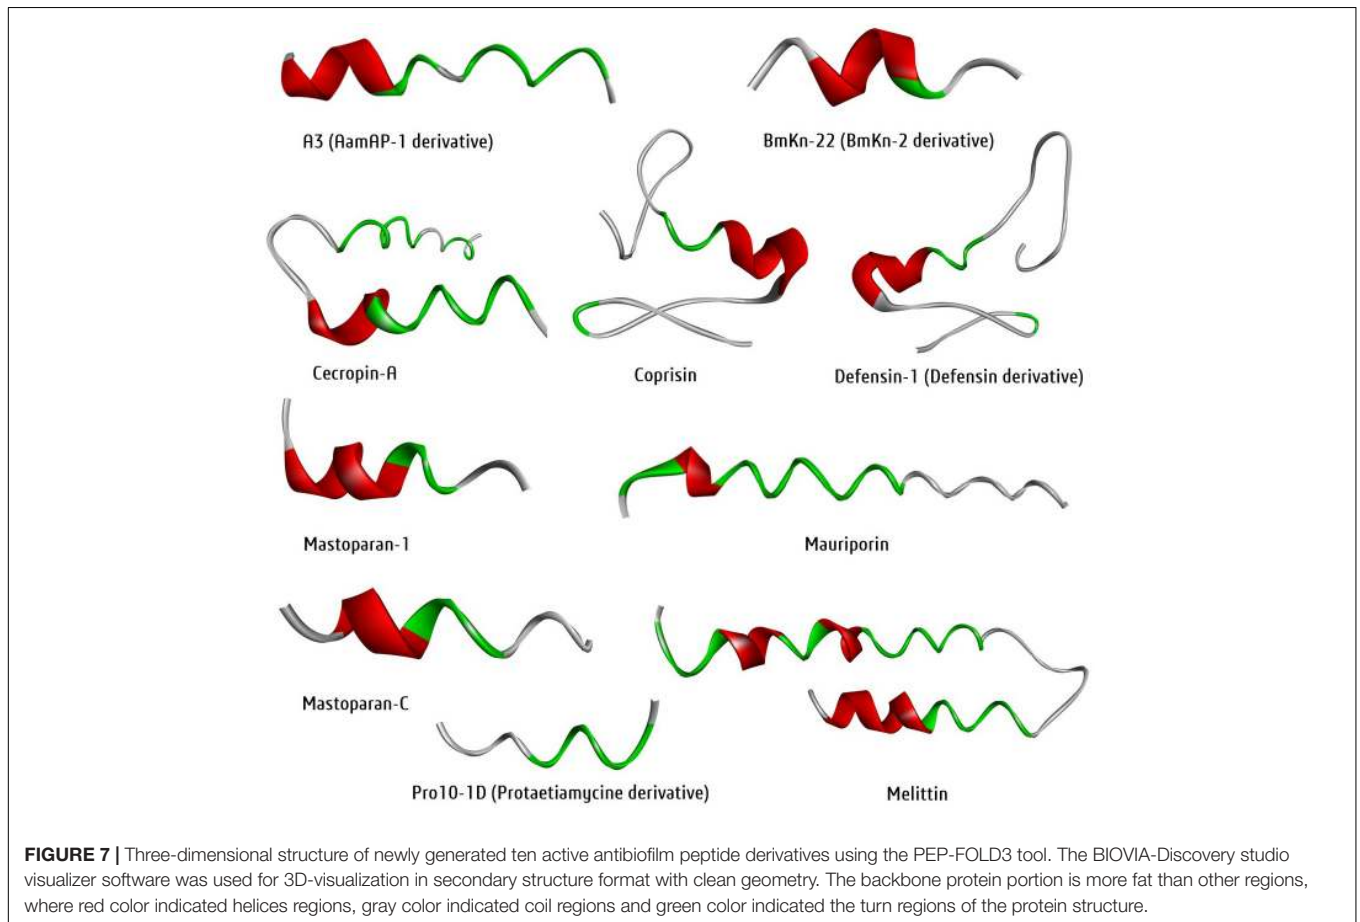 A3 (AamAP-1 derivative)
BmKn-22 (BmKn-2 derivative)
Cecropin-A
Coprisin
Defensin-1 (Defensin derivative)
Mastoparan-1
Mauriporin
Mastoparan-C
Pro10-1D (Protaetiamycine derivative)
Melittin
FIGURE 7 | Three-dimensional structure of newly generated ten active antibiofilm peptide derivatives using the PEP-FOLD3 tool. The BIOVIA-Discovery studio
visualizer software was used for 3D-visualization in secondary structure format with clean geometry. The backbone protein portion is more fat than other regions,
where red color indicated helices regions, gray color indicated coil regions and green color indicated the turn regions of the protein structure.